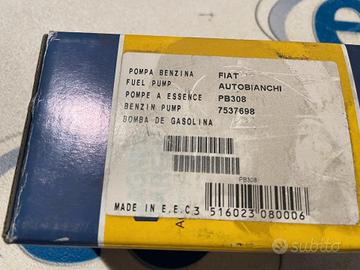 POMPA BENZINA FIAT
FUEL PUMP AUTOBIANCHI
POMPE A ESSENCE PB308
BENZIN PUMP 7537698
BOMBA DE GASOLINA
PB308
MADE IN E.E.C 3 516023 080006
subito